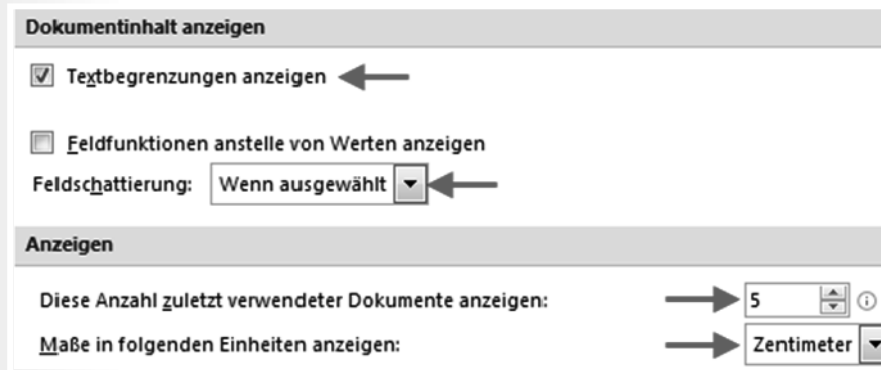 Dokumentinhalt anzeigen
Textbegrenzungen anzeigen
Feldfunktionen anstelle von Werten anzeigen
Feldschattierung: Wenn ausgewählt
Anzeigen
Diese Anzahl zuletzt verwendeter Dokumente anzeigen: 5
Maße in folgenden Einheiten anzeigen: Zentimeter